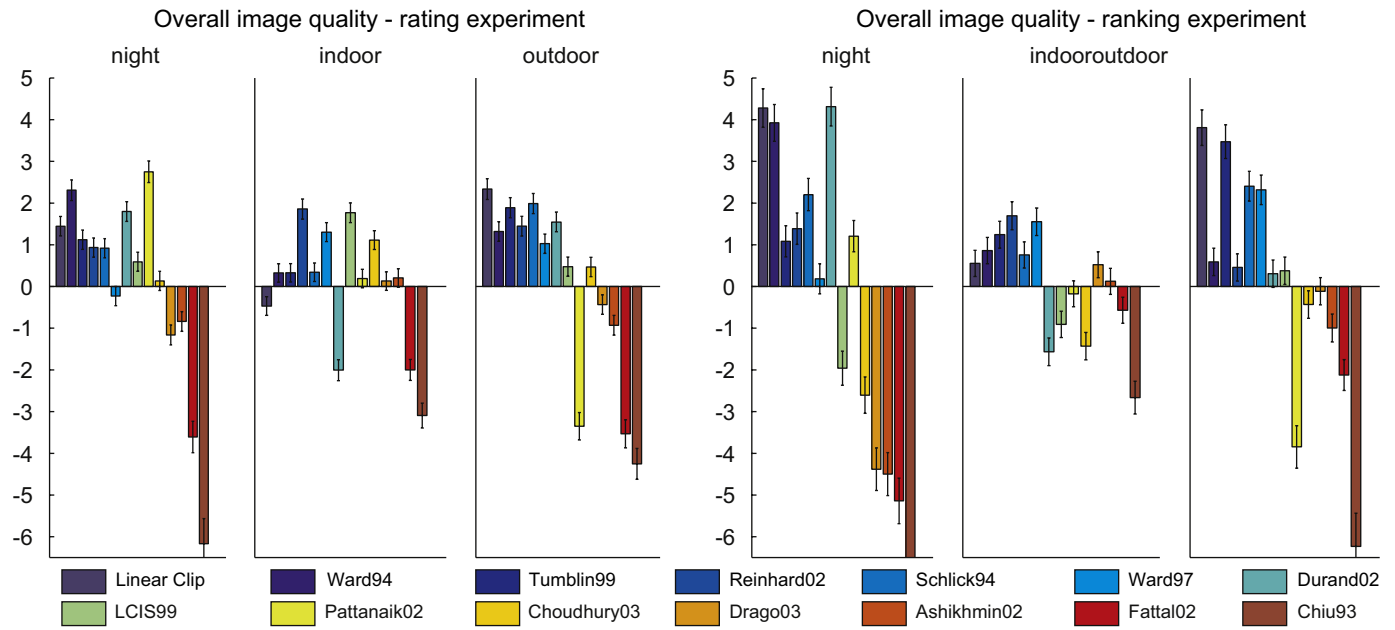 Overall image quality - rating experiment
Overall image quality - ranking experiment
night
indoor
outdoor
night
indooroutdoor
5
4
3
2
1
0
-1
-2
-3
-4
-5
-6
5
4
3
2
1
0
-1
-2
-3
-4
-5
-6
Linear Clip
Ward94
Tumblin99
Reinhard02
Schlick94
Ward97
Durand02
LCIS99
Pattanaik02
Choudhury03
Drago03
Ashikhmin02
Fattal02
Chiu93